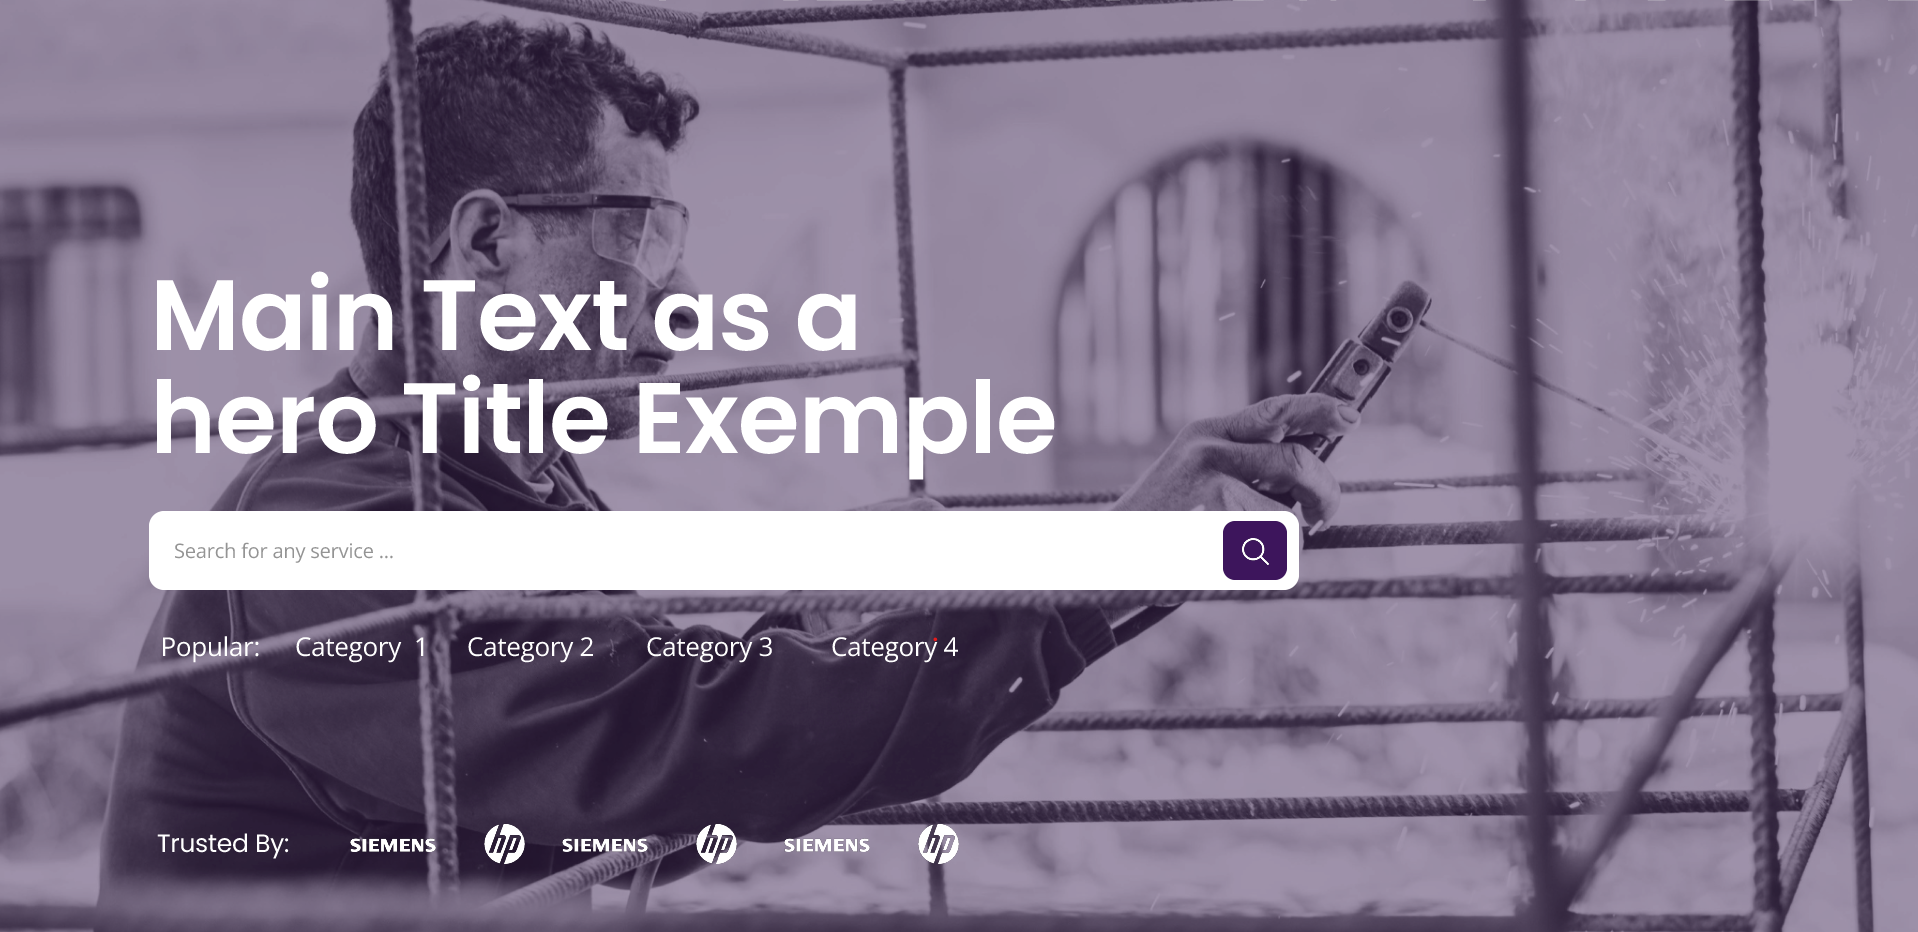 Main Text as a
hero Title Exemple
Search for any service ...
Popular: Category 1 Category 2 Category 3 Category 4
Trusted By: SIEMENS hp SIEMENS hp SIEMENS hp